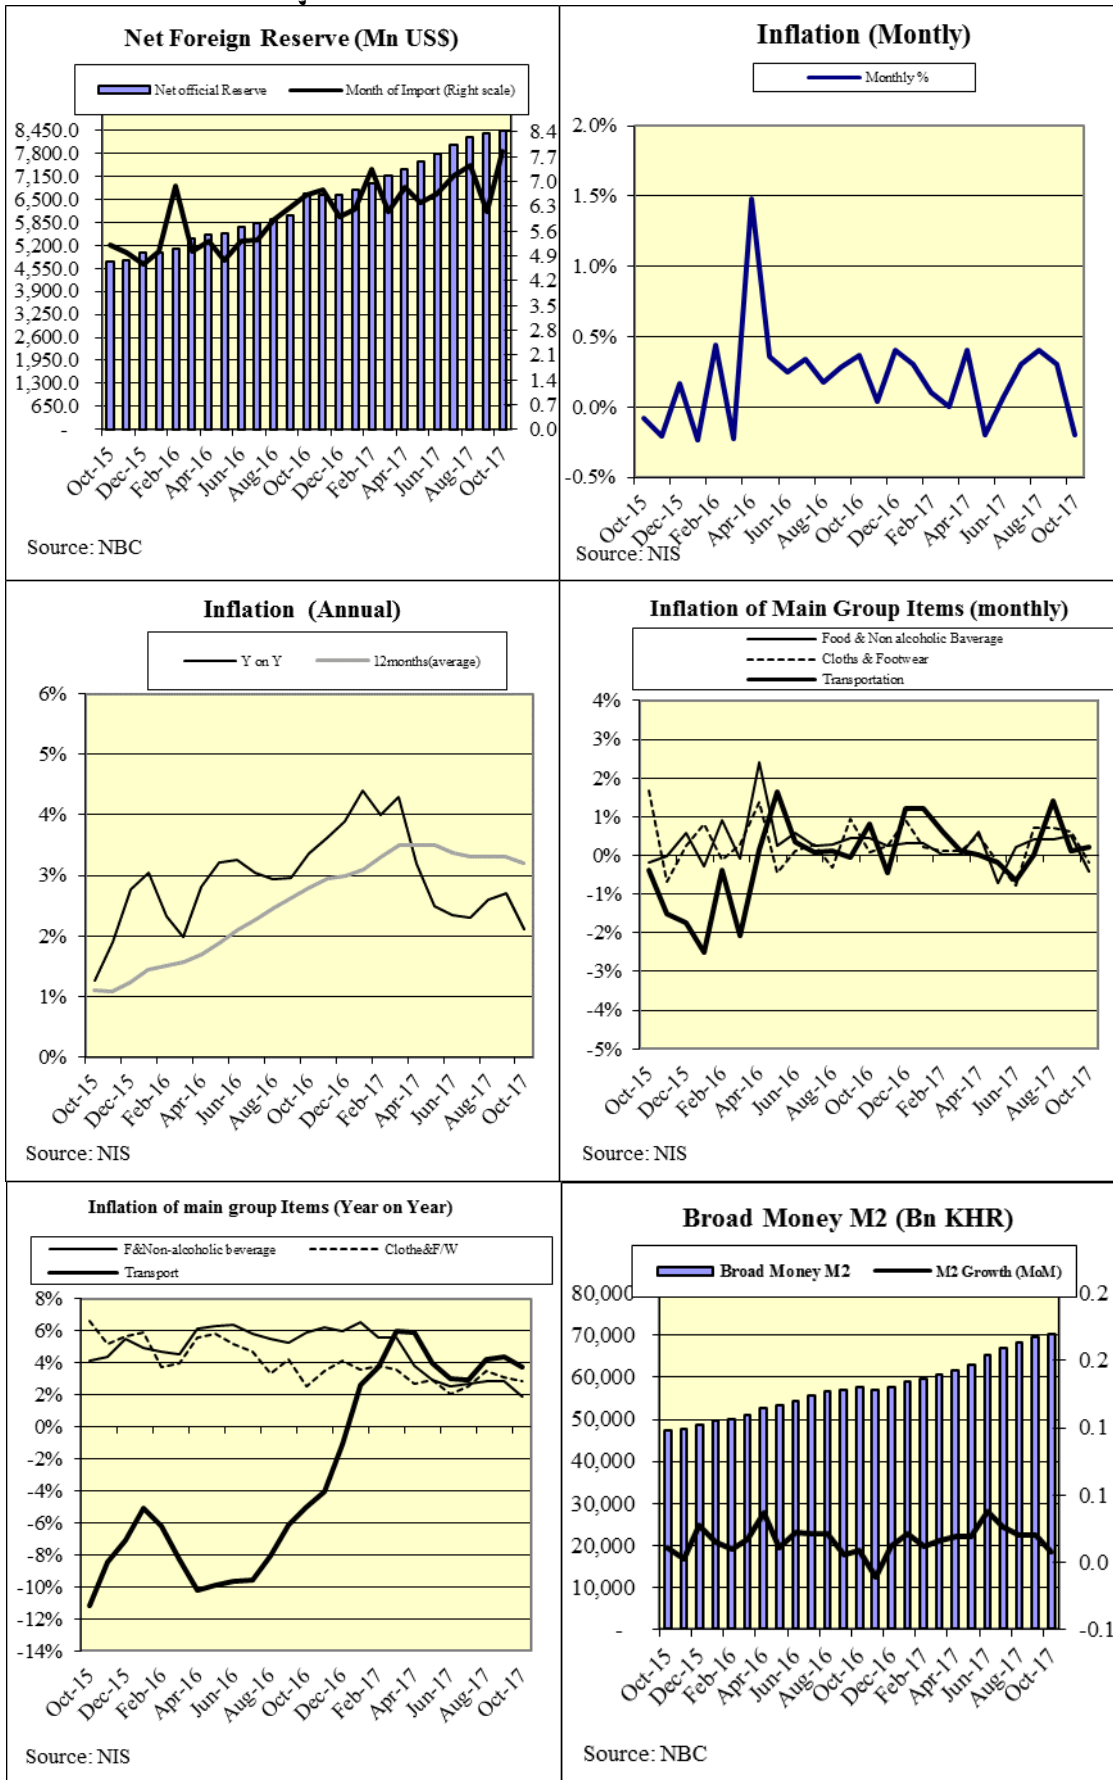 Net Foreign Reserve (Mn US$)
Net official Reserve
Month of Import (Right scale)
8,450.0
7,800.0
7,150.0
6,500.0
5,850.0
5,200.0
4,550.0
3,900.0
3,250.0
2,600.0
1,950.0
1,300.0
650.0
-
8.4
7.7
7.0
6.3
5.6
4.9
4.2
3.5
2.8
2.1
1.4
0.7
0.0
Oct-15
Dec-15
Feb-16
Apr-16
Jun-16
Aug-16
Oct-16
Dec-16
Feb-17
Apr-17
Jun-17
Aug-17
Oct-17
Source: NBC
Inflation (Montly)
Monthly %
2.0%
1.5%
1.0%
0.5%
0.0%
-0.5%
Oct-15
Dec-15
Feb-16
Apr-16
Jun-16
Aug-16
Oct-16
Dec-16
Feb-17
Apr-17
Jun-17
Aug-17
Oct-17
Source: NIS
Inflation (Annual)
Y on Y
12months(average)
6%
5%
4%
3%
2%
1%
0%
Oct-15
Dec-15
Feb-16
Apr-16
Jun-16
Aug-16
Oct-16
Dec-16
Feb-17
Apr-17
Jun-17
Aug-17
Oct-17
Source: NIS
Inflation of Main Group Items (monthly)
Food & Non alcoholic Baverage
Cloths & Footwear
Transportation
4%
3%
2%
1%
0%
-1%
-2%
-3%
-4%
-5%
Oct-15
Dec-15
Feb-16
Apr-16
Jun-16
Aug-16
Oct-16
Dec-16
Feb-17
Apr-17
Jun-17
Aug-17
Oct-17
Source: NIS
Inflation of main group Items (Year on Year)
F&Non-alcoholic beverage
Clothe&F/W
Transport
8%
6%
4%
2%
0%
-2%
-4%
-6%
-8%
-10%
-12%
-14%
Oct-15
Dec-15
Feb-16
Apr-16
Jun-16
Aug-16
Oct-16
Dec-16
Feb-17
Apr-17
Jun-17
Aug-17
Oct-17
Source: NIS
Broad Money M2 (Bn KHR)
Broad Money M2
M2 Growth (MoM)
80,000
70,000
60,000
50,000
40,000
30,000
20,000
10,000
-
0.2
0.2
0.1
0.1
0.0
-0.1
Oct-15
Dec-15
Feb-16
Apr-16
Jun-16
Aug-16
Oct-16
Dec-16
Feb-17
Apr-17
Jun-17
Aug-17
Oct-17
Source: NBC